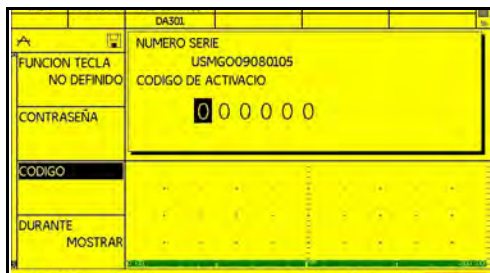 DA301
NUMERO SERIE
USMGO09080105
CODIGO DE ACTIVACIO
0 0 0 0 0 0
FUNCION TECLA
NO DEFINIDO
CONTRASEÑA
CODIGO
DURANTE
MOSTRAR